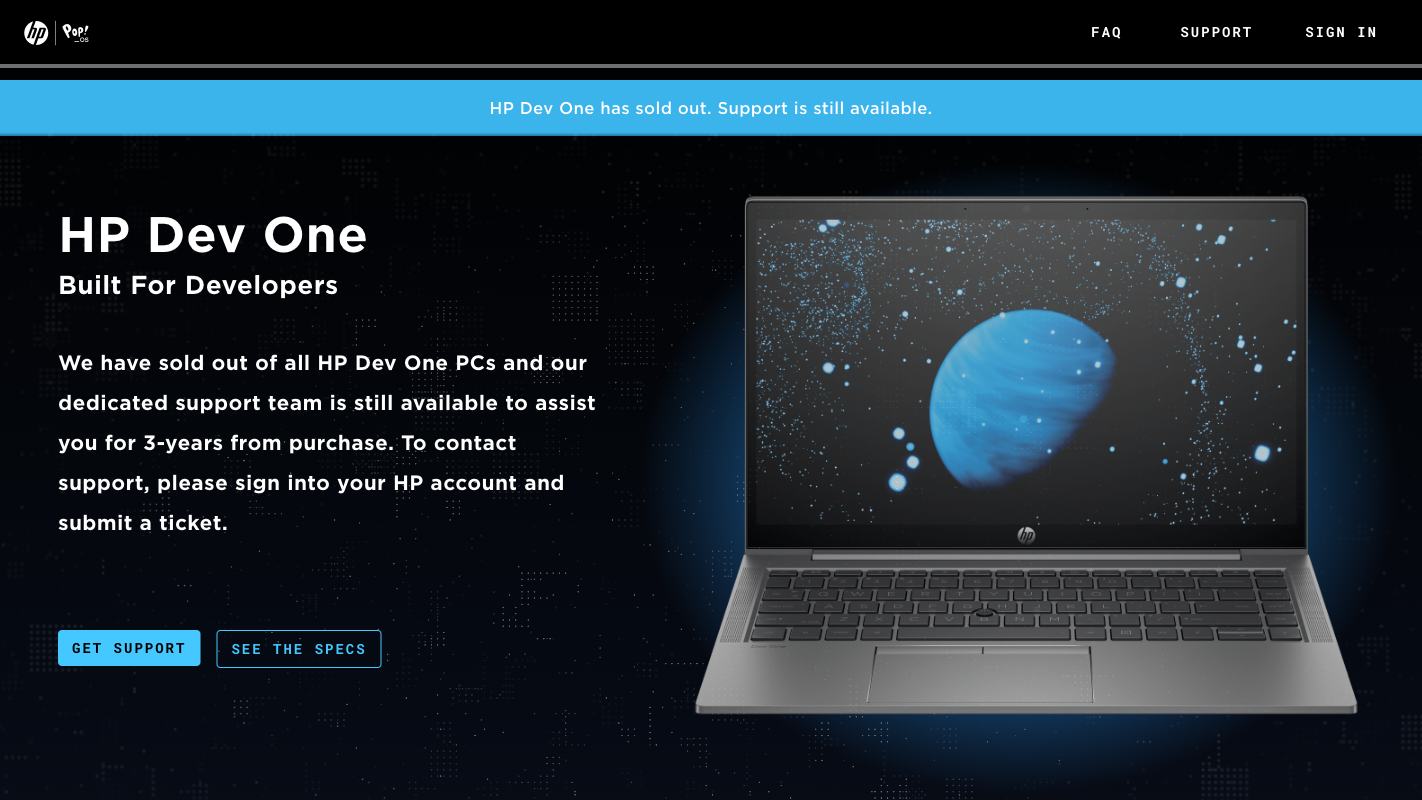 hp
Pop!
_OS
FAQ
SUPPORT
SIGN IN
HP Dev One has sold out. Support is still available.
HP Dev One
Built For Developers
We have sold out of all HP Dev One PCs and our
dedicated support team is still available to assist
you for 3-years from purchase. To contact
support, please sign into your HP account and
submit a ticket.
GET SUPPORT
SEE THE SPECS
hp